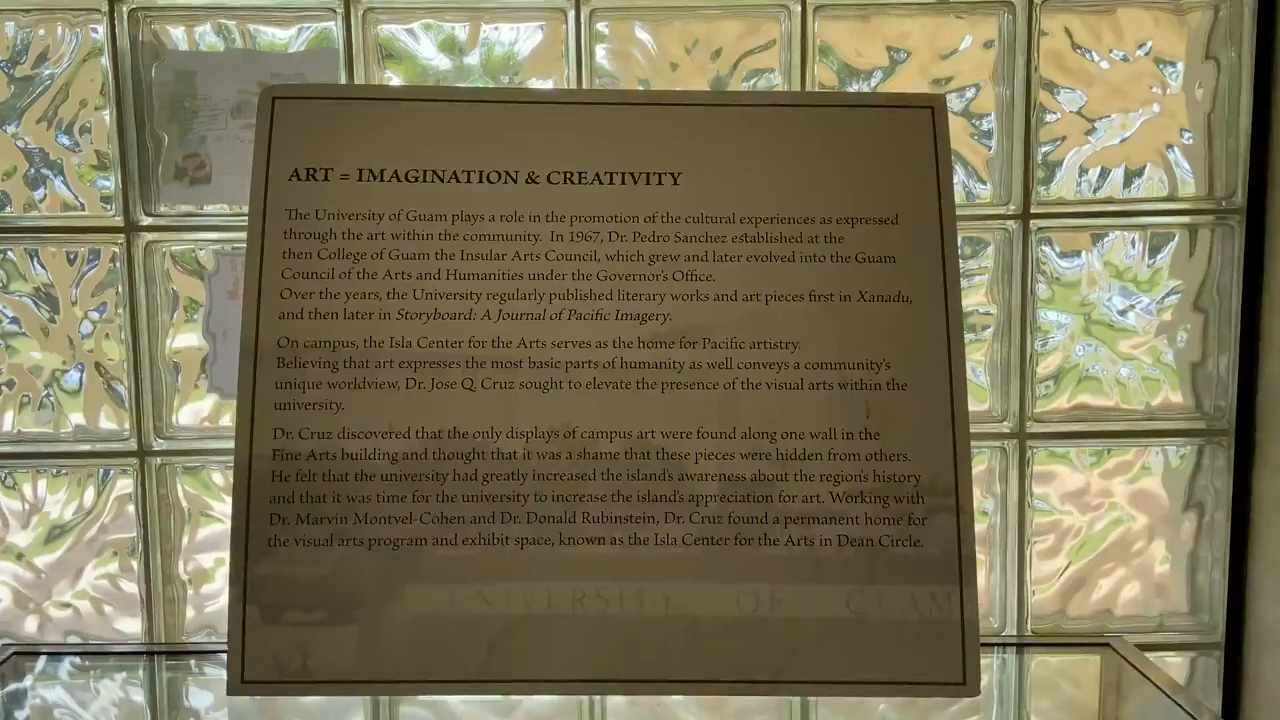 ART = IMAGINATION & CREATIVITY
The University of Guam plays a role in the promotion of the cultural experiences as expressed
through the art within the community. In 1967, Dr. Pedro Sanchez established at the
then College of Guam the Insular Arts Council, which grew and later evolved into the Guam
Council of the Arts and Humanities under the Governor's Office.
Over the years, the University regularly published literary works and art pieces first in Xanadu,
and then later in Storyboard: A Journal of Pacific Imagery.
On campus, the Isla Center for the Arts serves as the home for Pacific artistry.
Believing that art expresses the most basic parts of humanity as well conveys a community's
unique worldview, Dr. Jose Q. Cruz sought to elevate the presence of the visual arts within the
university.
Dr. Cruz discovered that the only displays of campus art were found along one wall in the
Fine Arts building and thought that it was a shame that these pieces were hidden from others.
He felt that the university had greatly increased the island's awareness about the region's history
and that it was time for the university to increase the island's appreciation for art. Working with
Dr. Marvin Montvel-Cohen and Dr. Donald Rubinstein, Dr. Cruz found a permanent home for
the visual arts program and exhibit space, known as the Isla Center for the Arts in Dean Circle.
UNIVERSITY OF GUAM